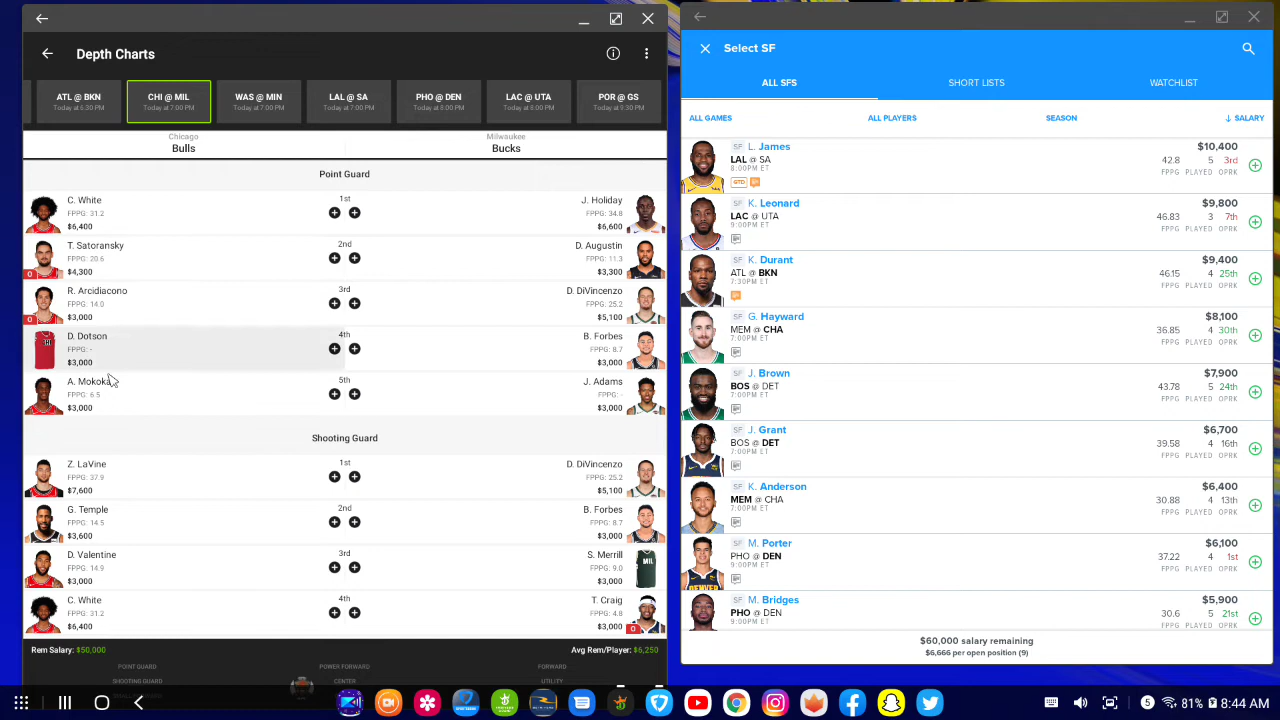 Depth Charts
ATL @ BKN
Today at 6:30 PM
CHI @ MIL
Today at 7:00 PM
WAS @ MIN
Today at 7:00 PM
LAL @ SA
Today at 7:00 PM
PHO @ DEN
Today at 8:00 PM
LAC @ UTA
Today at 8:00 PM
POR @ GS
Today at 9:30 PM
Chicago
Bulls
Milwaukee
Bucks
Point Guard
C. White
FPPG: 31.2
$6,400
1st
J. Holiday
FPPG: 34.8
$6,600
T. Satoransky
FPPG: 20.6
$4,300
O
2nd
D. Augustin
FPPG: 11.3
$3,300
R. Arcidiacono
FPPG: 14.0
$3,000
O
3rd
D. DiVincenzo
FPPG: 25.2
$5,100
D. Dotson
FPPG: -
$3,000
4th
B. Forbes
FPPG: 8.7
$3,000
A. Mokoka
FPPG: 6.5
$3,000
5th
J. Adams
FPPG: -
$3,000
Shooting Guard
Z. LaVine
FPPG: 37.9
$7,600
1st
D. DiVincenzo
FPPG: 25.2
$5,100
G. Temple
FPPG: 14.5
$3,600
2nd
B. Forbes
FPPG: 8.7
$3,000
D. Valentine
FPPG: 14.9
$3,000
3rd
S. Merrill
FPPG: 9.0
$3,000
MIL
C. White
FPPG: 31.2
$6,400
4th
T. Craig
FPPG: 4.8
$3,000
O
Rem Salary: $50,000
Avg Rem/Player: $6,250
POINT GUARD
POWER FORWARD
FORWARD
SHOOTING GUARD
CENTER
UTILITY
Select SF
ALL SFS
SHORT LISTS
WATCHLIST
ALL GAMES
ALL PLAYERS
SEASON
↓ SALARY
SF L. James
LAL @ SA
8:00PM ET
GTD
$10,400
42.8 5 3rd
FPPG PLAYED OPRK
SF K. Leonard
LAC @ UTA
9:00PM ET
$9,800
46.83 3 7th
FPPG PLAYED OPRK
SF K. Durant
ATL @ BKN
7:30PM ET
$9,400
46.15 4 25th
FPPG PLAYED OPRK
SF G. Hayward
MEM @ CHA
7:00PM ET
$8,100
36.85 4 30th
FPPG PLAYED OPRK
SF J. Brown
BOS @ DET
7:00PM ET
$7,900
43.78 5 24th
FPPG PLAYED OPRK
SF J. Grant
BOS @ DET
7:00PM ET
$6,700
39.58 4 16th
FPPG PLAYED OPRK
SF K. Anderson
MEM @ CHA
7:00PM ET
$6,400
30.88 4 13th
FPPG PLAYED OPRK
SF M. Porter
PHO @ DEN
9:00PM ET
$6,100
37.22 4 1st
FPPG PLAYED OPRK
SF M. Bridges
PHO @ DEN
9:00PM ET
$5,900
30.6 5 21st
FPPG PLAYED OPRK
$60,000 salary remaining
$6,666 per open position (9)
5
81%
8:49 AM